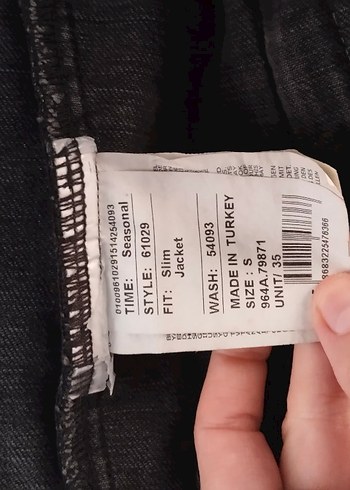 0100961029151425​4093
TIME: Seasonal
STYLE: 61029
FIT: Slim
Jacket
WASH: 54093
MADE IN TURKEY
SIZE : S
964A.79871
UNIT/ 35
8683225476366